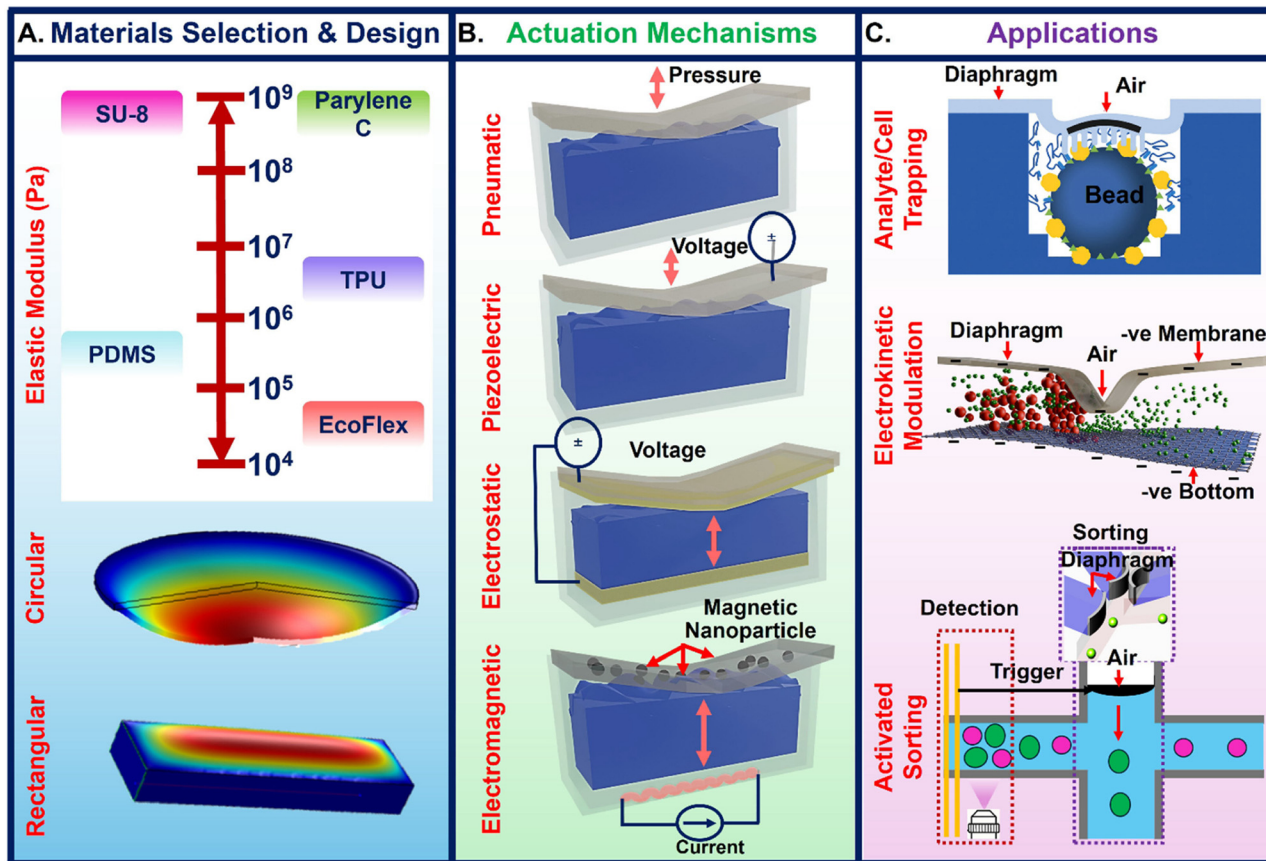 A. Materials Selection & Design
Elastic Modulus (Pa)
SU-8
Parylene
C
10⁹
10⁸
10⁷
TPU
10⁶
PDMS
10⁵
EcoFlex
10⁴
Circular
Rectangular
B. Actuation Mechanisms
Pneumatic
Pressure
Piezoelectric
Voltage
±
Electrostatic
±
Voltage
Electromagnetic
Magnetic
Nanoparticle
Current
C. Applications
Analyte/Cell
Trapping
Diaphragm
Air
Bead
Electrokinetic
Modulation
Diaphragm
Air
-ve Membrane
-ve Bottom
Activated
Sorting
Sorting
Diaphragm
Detection
Trigger
Air